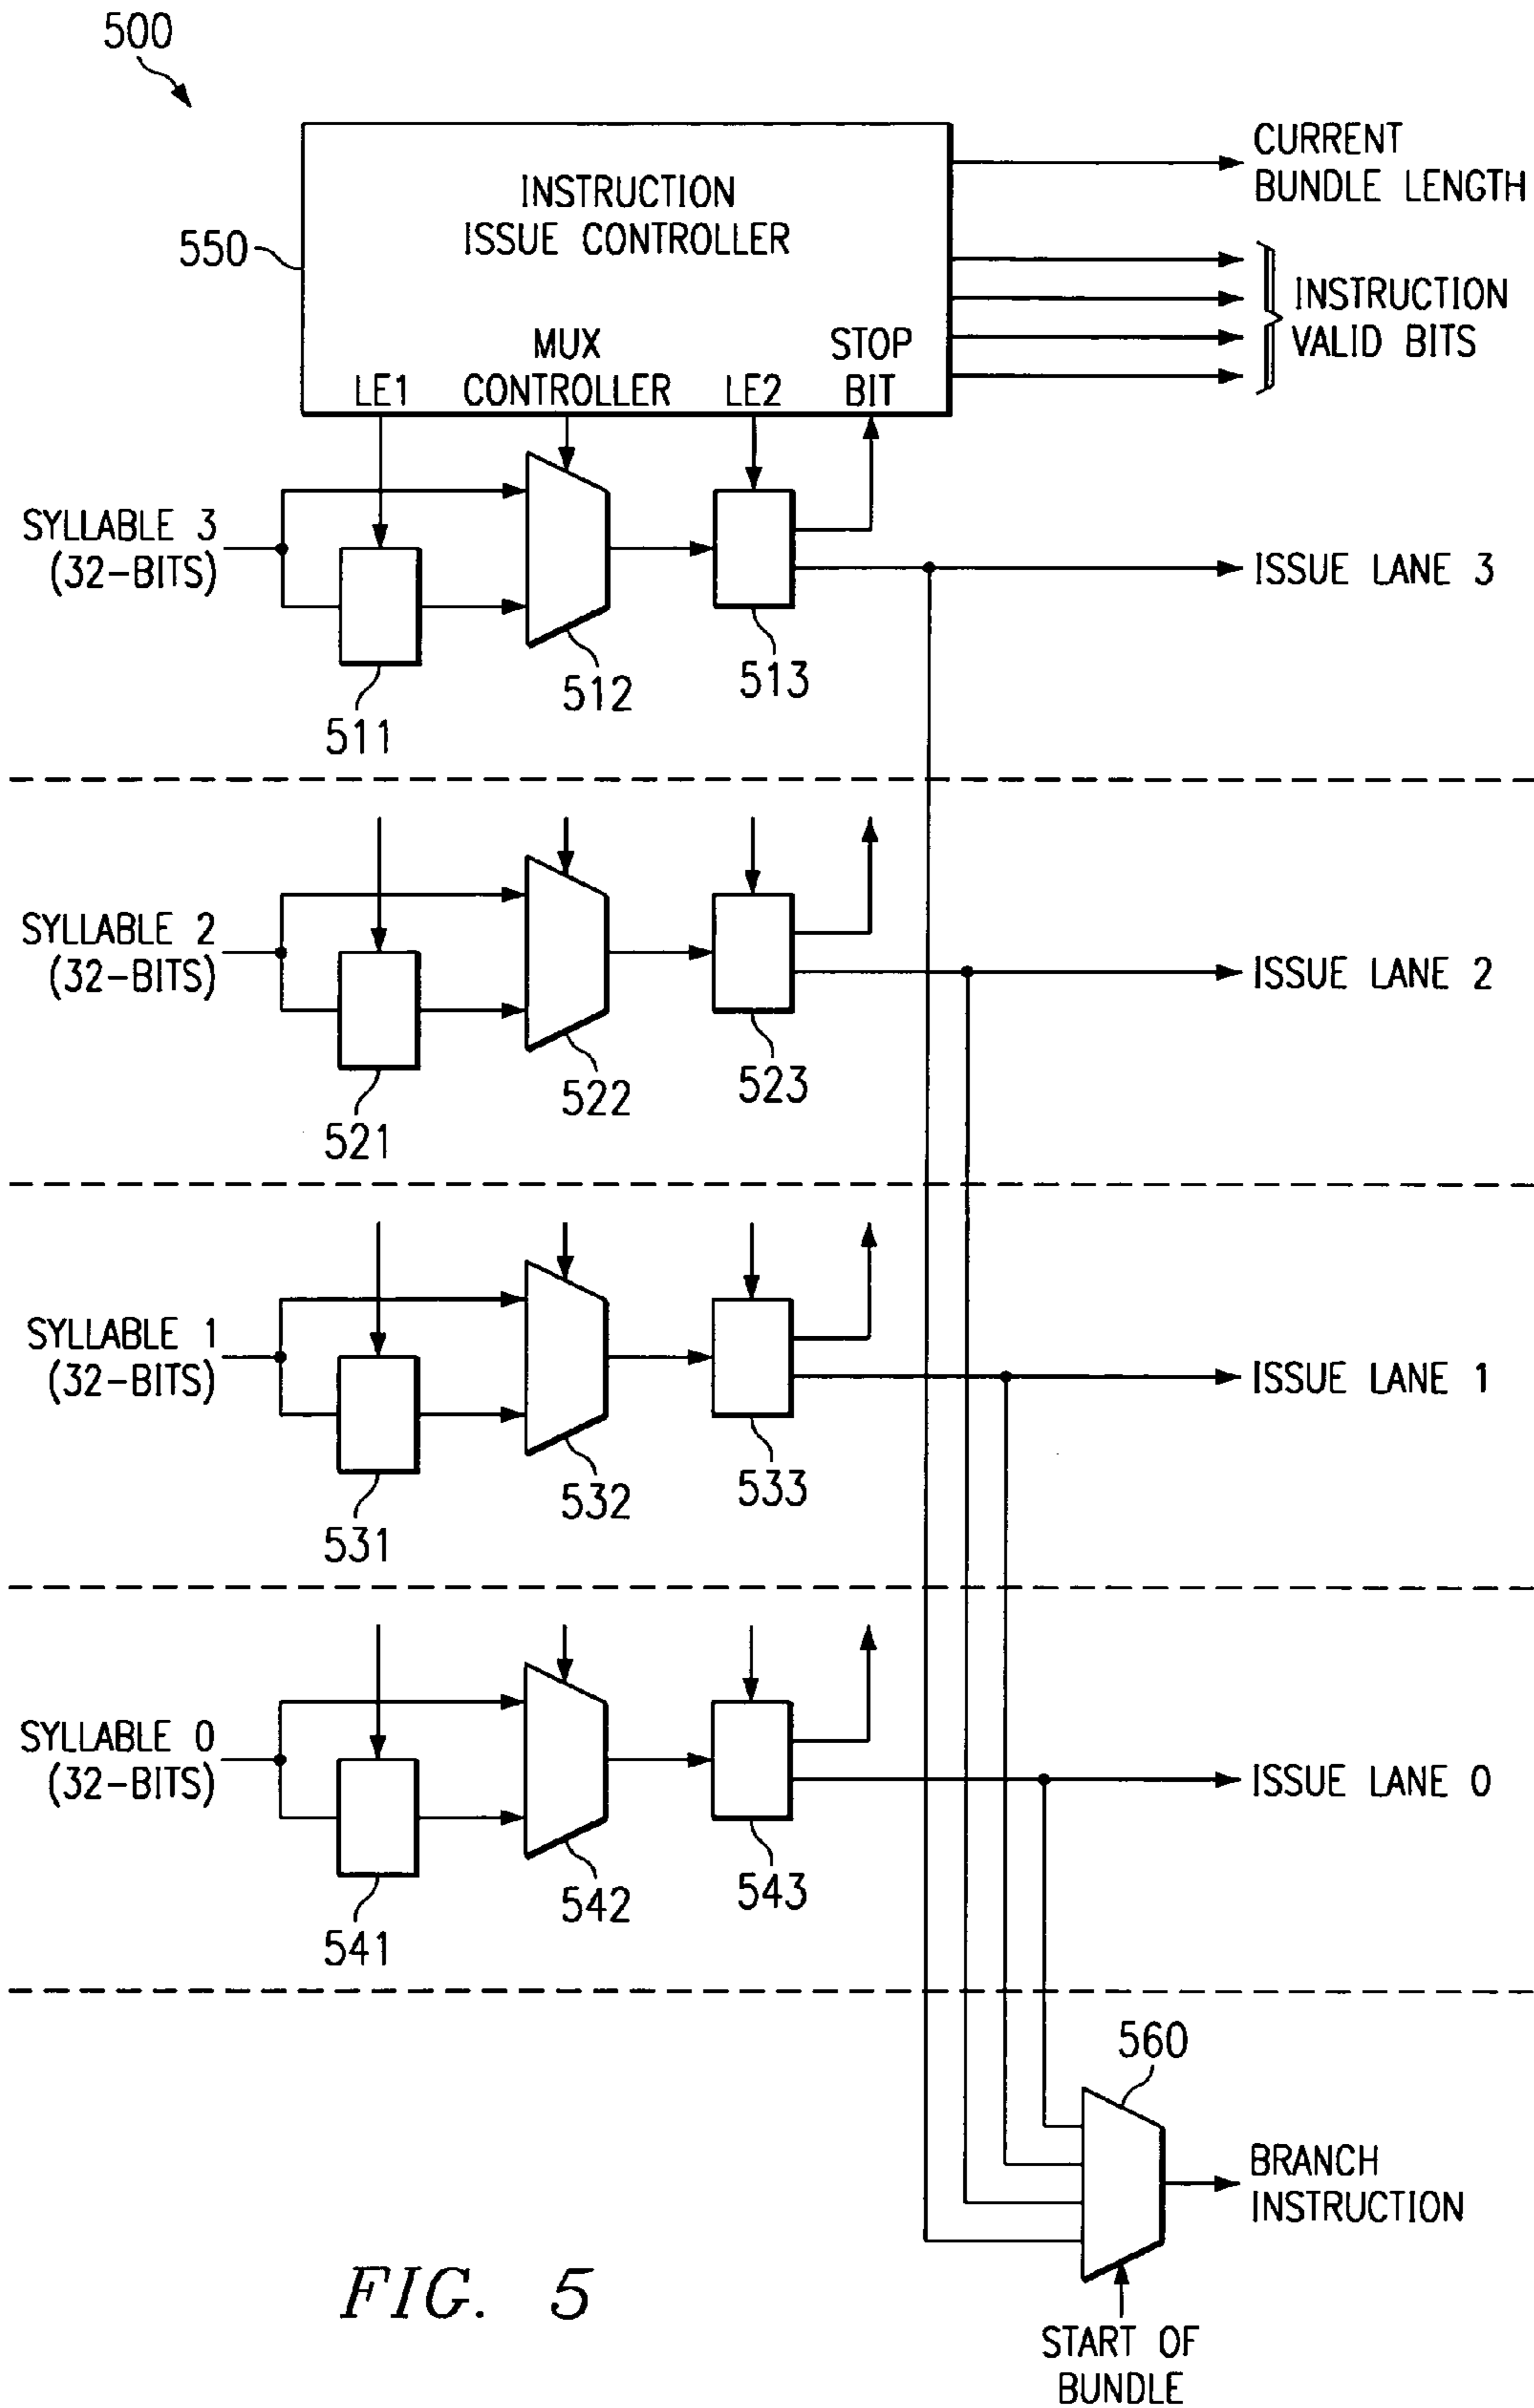 500
CURRENT
BUNDLE LENGTH
INSTRUCTION
ISSUE CONTROLLER
550
INSTRUCTION
VALID BITS
LE1
MUX
CONTROLLER
LE2
STOP
BIT
SYLLABLE 3
(32-BITS)
ISSUE LANE 3
511
512
513
SYLLABLE 2
(32-BITS)
ISSUE LANE 2
521
522
523
SYLLABLE 1
(32-BITS)
ISSUE LANE 1
531
532
533
SYLLABLE 0
(32-BITS)
ISSUE LANE 0
541
542
543
560
BRANCH
INSTRUCTION
START OF
BUNDLE
FIG. 5